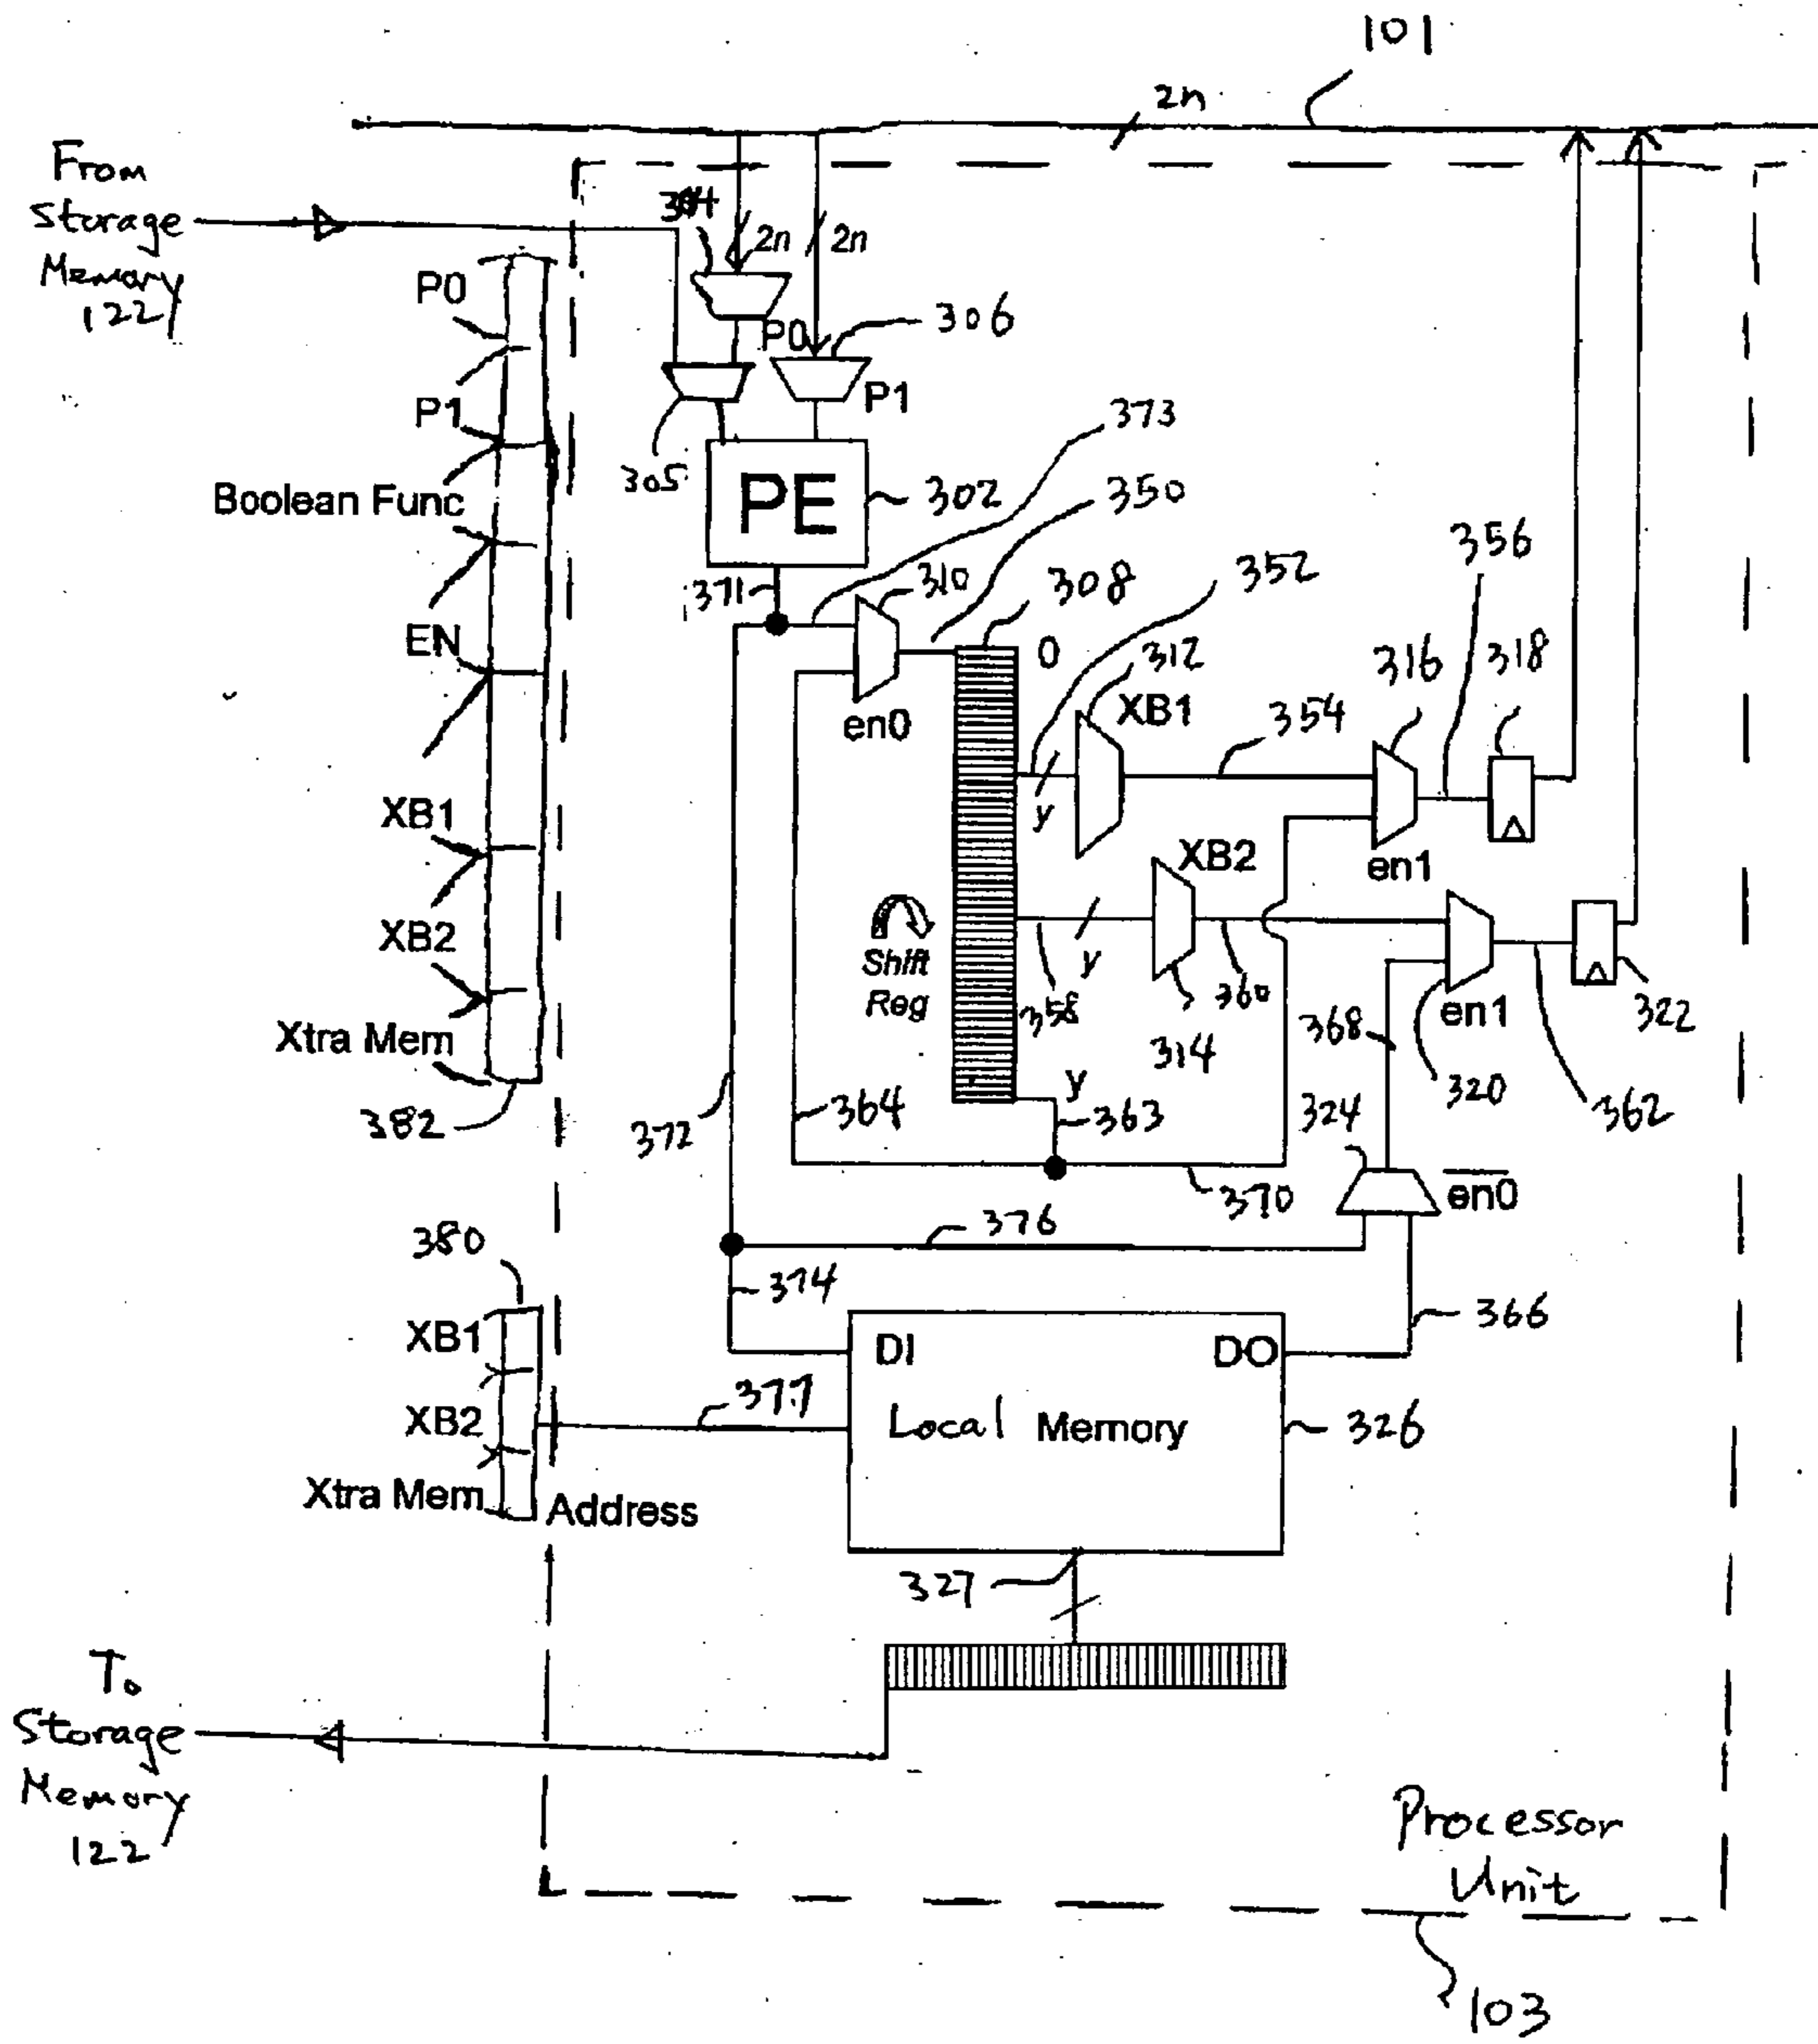 101
2n
From
Storage
Memory
122
2n
2n
P0
P0
306
P1
P1
373
305
PE
302
350
Boolean Func
356
371
310
308
352
EN
0
312
316
318
en0
XB1
354
XB1
y
en1
XB2
XB2
Shift
Reg
y
358
360
en1
322
Xtra Mem
368
314
320
362
382
372
364
y
363
324
370
en0
376
380
374
366
XB1
DI
DO
377
XB2
Local Memory
326
Xtra Mem
Address
327
To
Storage
Memory
122
Processor
Unit
103